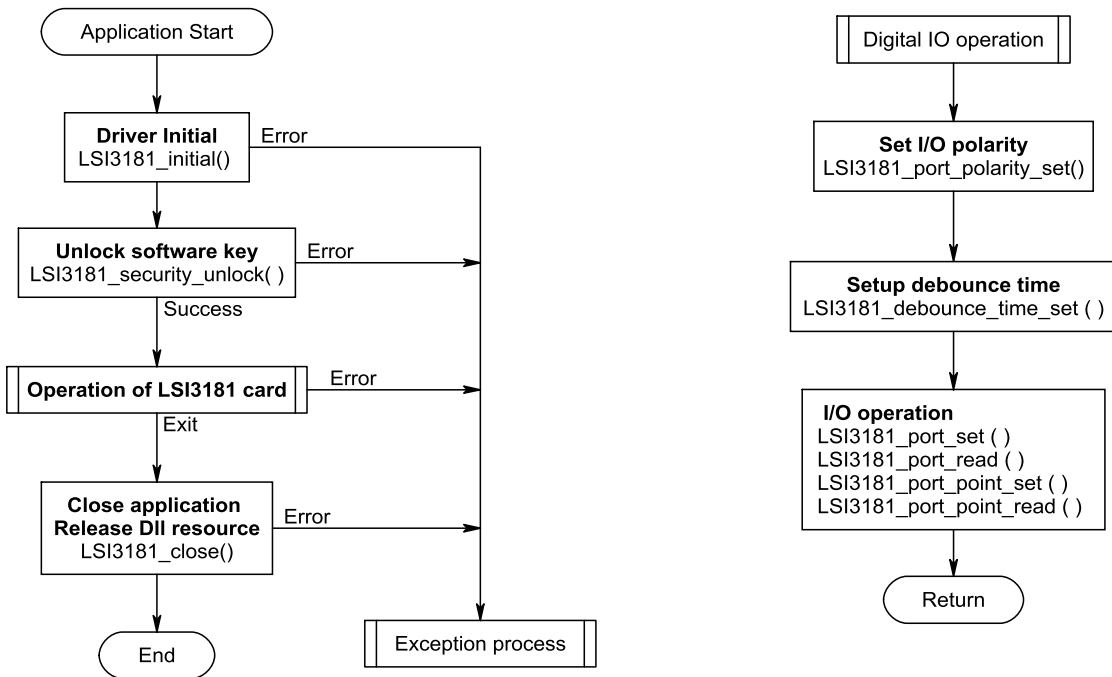 Application Start
Driver Initial
LSI3181_initial()
Error
Unlock software key
LSI3181_security_unlock( )
Error
Success
Operation of LSI3181 card
Error
Exit
Close application
Release Dll resource
LSI3181_close()
Error
End
Exception process
Digital IO operation
Set I/O polarity
LSI3181_port_polarity_set()
Setup debounce time
LSI3181_debounce_time_set ( )
I/O operation
LSI3181_port_set ( )
LSI3181_port_read ( )
LSI3181_port_point_set ( )
LSI3181_port_point_read ( )
Return